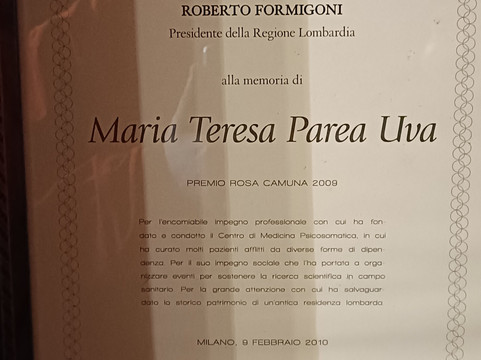 ROBERTO FORMIGONI
Presidente della Regione Lombardia
alla memoria di
Maria Teresa Parea Uva
PREMIO ROSA CAMUNA 2009
Per l'encomiabile impegno professionale con cui ha fon-
dato e condotto il Centro di Medicina Psicosomatica, in cui
ha curato molti pazienti afflitti da diverse forme di dipen-
denza. Per il suo impegno sociale che l'ha portata a orga-
nizzare eventi per sostenere la ricerca scientifica in campo
sanitario. Per la grande attenzione con cui ha salvaguar-
dato lo storico patrimonio di un'antica residenza lombarda
MILANO, 9 FEBBRAIO 2010